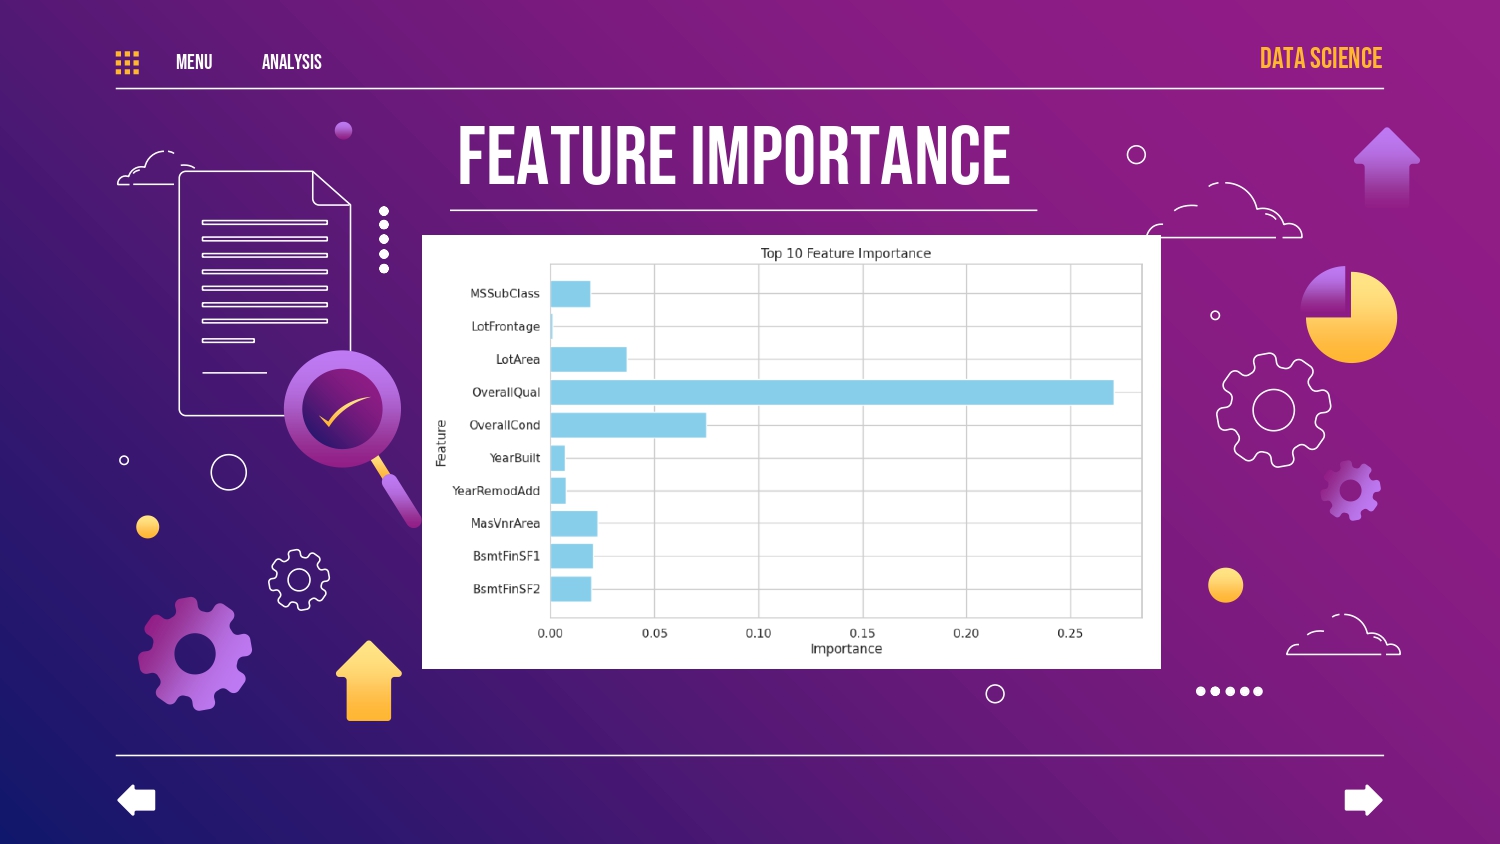 MENU
ANALYSIS
DATA SCIENCE
FEATURE IMPORTANCE
Top 10 Feature Importance
Feature
MSSubClass
LotFrontage
LotArea
OverallQual
OverallCond
YearBuilt
YearRemodAdd
MasVnrArea
BsmtFinSF1
BsmtFinSF2
0.00 0.05 0.10 0.15 0.20 0.25
Importance